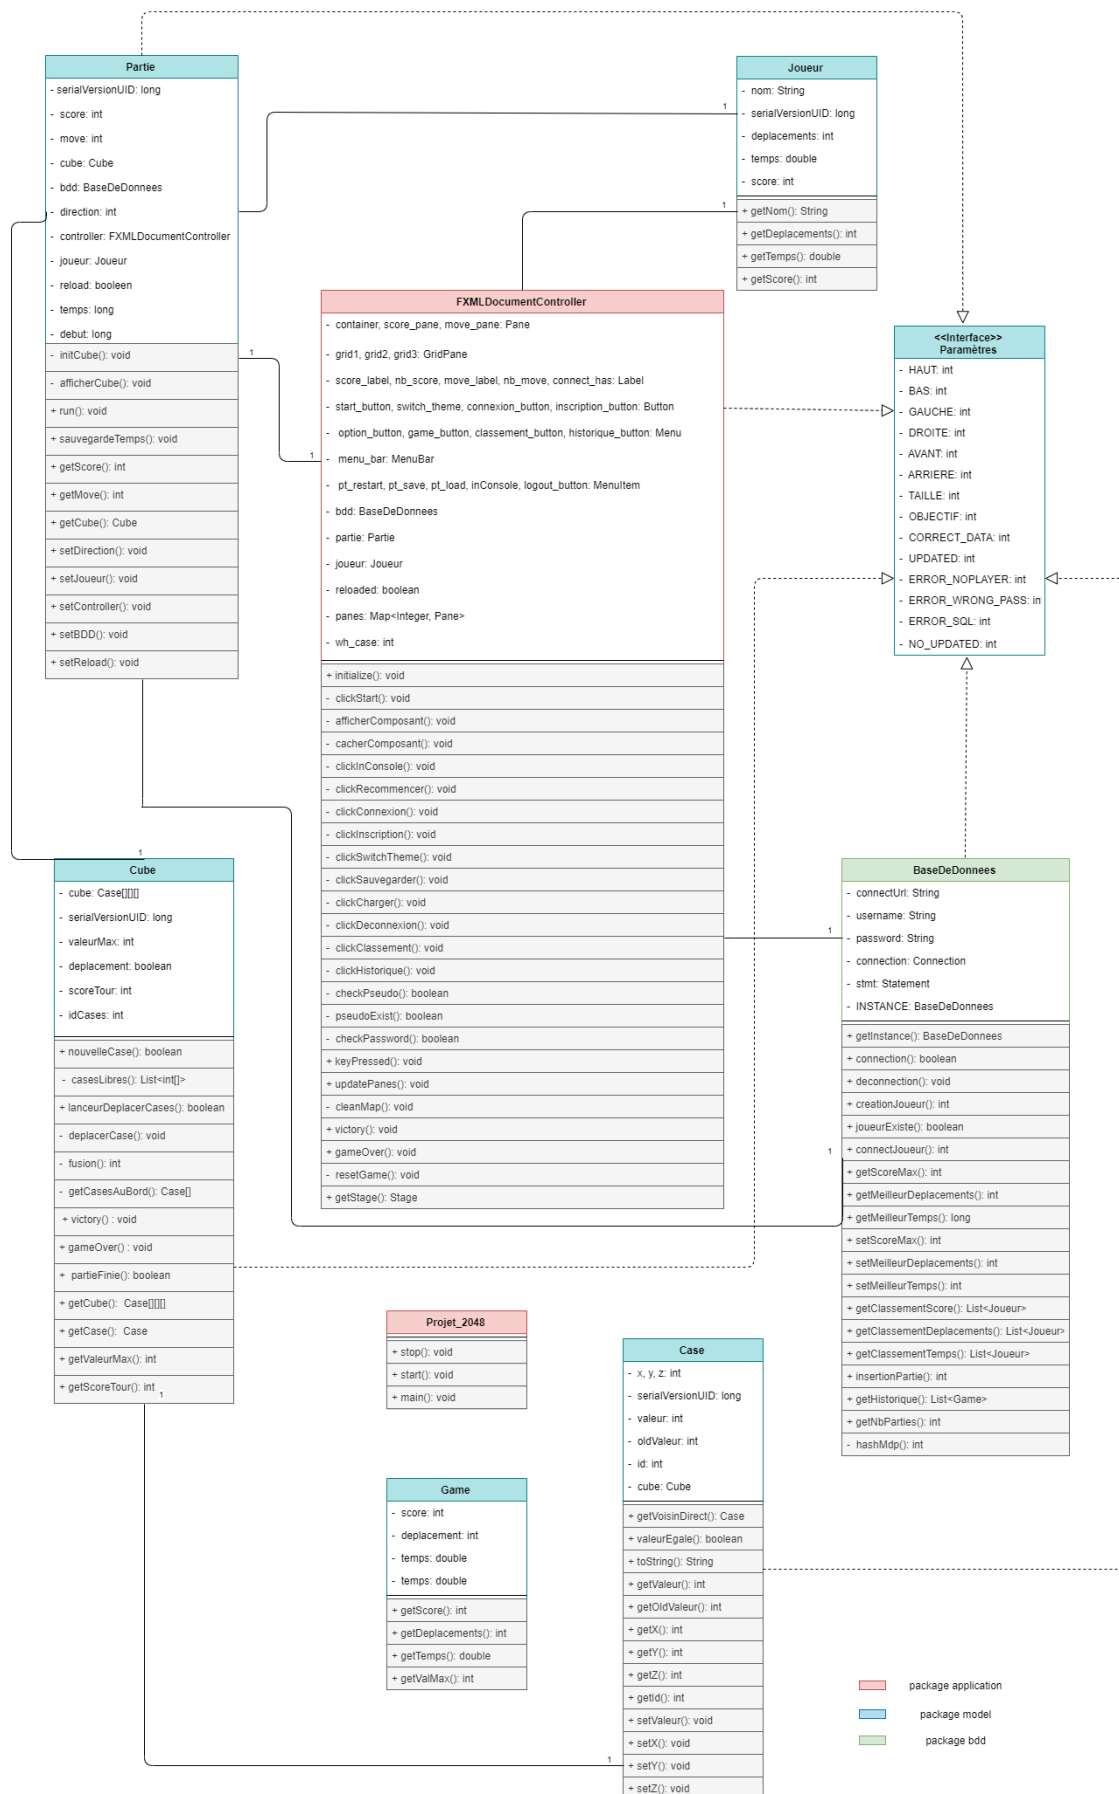 Partie
- serialVersionUID: long
- score: int
- move: int
- cube: Cube
- bdd: BaseDeDonnees
- direction: int
- controller: FXMLDocumentController
- joueur: Joueur
- reload: booleen
- temps: long
- debut: long
- initCube(): void
- afficherCube(): void
+ run(): void
+ sauvegardeTemps(): void
+ getScore(): int
+ getMove(): int
+ getCube(): Cube
+ setDirection(): void
+ setJoueur(): void
+ setController(): void
+ setBDD(): void
+ setReload(): void
1
Joueur
- nom: String
- serialVersionUID: long
- deplacements: int
- temps: double
- score: int
+ getNom(): String
+ getDeplacements(): int
+ getTemps(): double
+ getScore(): int
1
1
1
1
FXMLDocumentController
- container, score_pane, move_pane: Pane
- grid1, grid2, grid3: GridPane
- score_label, nb_score, move_label, nb_move, connect_has: Label
- start_button, switch_theme, connexion_button, inscription_button: Button
- option_button, game_button, classement_button, historique_button: Menu
- menu_bar: MenuBar
- pt_restart, pt_save, pt_load, inConsole, logout_button: MenuItem
- bdd: BaseDeDonnees
- partie: Partie
- joueur: Joueur
- reloaded: boolean
- panes: Map<Integer, Pane>
- wh_case: int
+ initialize(): void
- clickStart(): void
- afficherComposant(): void
- cacherComposant(): void
- clickInConsole(): void
- clickRecommencer(): void
- clickConnexion(): void
- clickInscription(): void
- clickSwitchTheme(): void
- clickSauvegarder(): void
- clickCharger(): void
- clickDeconnexion(): void
- clickClassement(): void
- clickHistorique(): void
- checkPseudo(): boolean
- pseudoExist(): boolean
- checkPassword(): boolean
+ keyPressed(): void
+ updatePanes(): void
- cleanMap(): void
+ victory(): void
+ gameOver(): void
- resetGame(): void
+ getStage(): Stage
<<Interface>>
Paramètres
- HAUT: int
- BAS: int
- GAUCHE: int
- DROITE: int
- AVANT: int
- ARRIERE: int
- TAILLE: int
- OBJECTIF: int
- CORRECT_DATA: int
- UPDATED: int
- ERROR_NOPLAYER: int
- ERROR_WRONG_PASS: int
- ERROR_SQL: int
- NO_UPDATED: int
1
Cube
- cube: Case[][][]
- serialVersionUID: long
- valeurMax: int
- deplacement: boolean
- scoreTour: int
- idCases: int
+ nouvelleCase(): boolean
- casesLibres(): List<int[]>
+ lanceurDeplacerCases(): boolean
- deplacerCase(): void
- fusion(): int
- getCasesAuBord(): Case[]
+ victory() : void
+ gameOver() : void
+ partieFinie(): boolean
+ getCube(): Case[][][]
+ getCase(): Case
+ getValeurMax(): int
+ getScoreTour(): int
1
1
1
BaseDeDonnees
- connectUrl: String
- username: String
- password: String
- connection: Connection
- stmt: Statement
- INSTANCE: BaseDeDonnees
+ getInstance(): BaseDeDonnees
+ connection(): boolean
+ deconnection(): void
+ creationJoueur(): int
+ joueurExiste(): boolean
+ connectJoueur(): int
+ getScoreMax(): int
+ getMeilleurDeplacements(): int
+ getMeilleurTemps(): long
+ setScoreMax(): int
+ setMeilleurDeplacements(): int
+ setMeilleurTemps(): int
+ getClassementScore(): List<Joueur>
+ getClassementDeplacements(): List<Joueur>
+ getClassementTemps(): List<Joueur>
+ insertionPartie(): int
+ getHistorique(): List<Game>
+ getNbParties(): int
- hashMdp(): int
Projet_2048
+ stop(): void
+ start(): void
+ main(): void
Game
- score: int
- deplacement: int
- temps: double
- temps: double
+ getScore(): int
+ getDeplacements(): int
+ getTemps(): double
+ getValMax(): int
Case
- x, y, z: int
- serialVersionUID: long
- valeur: int
- oldValeur: int
- id: int
- cube: Cube
+ getVoisinDirect(): Case
+ valeurEgale(): boolean
+ toString(): String
+ getValeur(): int
+ getOldValeur(): int
+ getX(): int
+ getY(): int
+ getZ(): int
+ getId(): int
+ setValeur(): void
+ setX(): void
+ setY(): void
+ setZ(): void
1
package application
package model
package bdd